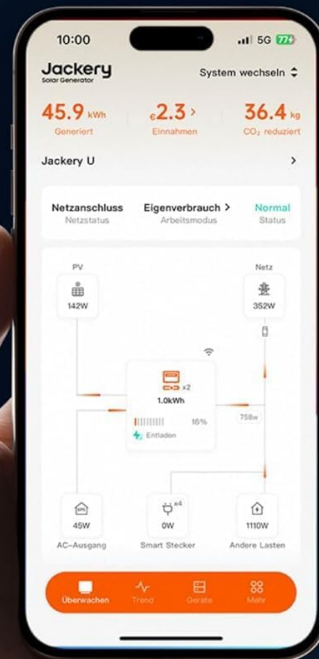 10:00
5G 77
Jackery
Solar Generator
System wechseln
45.9 kWh
€2.3 >
36.4 kg
Generiert
Einnahmen
CO₂ reduziert
Jackery U >
Netzanschluss
Eigenverbrauch >
Normal
Netzstatus
Arbeitsmodus
Status
PV
Netz
142W
352W
x2
1.0kWh
16%
758w
Entladen
x4
45W
0W
1110W
AC-Ausgang
Smart Stecker
Andere Lasten
Überwachen
Trend
Geräte
Mehr